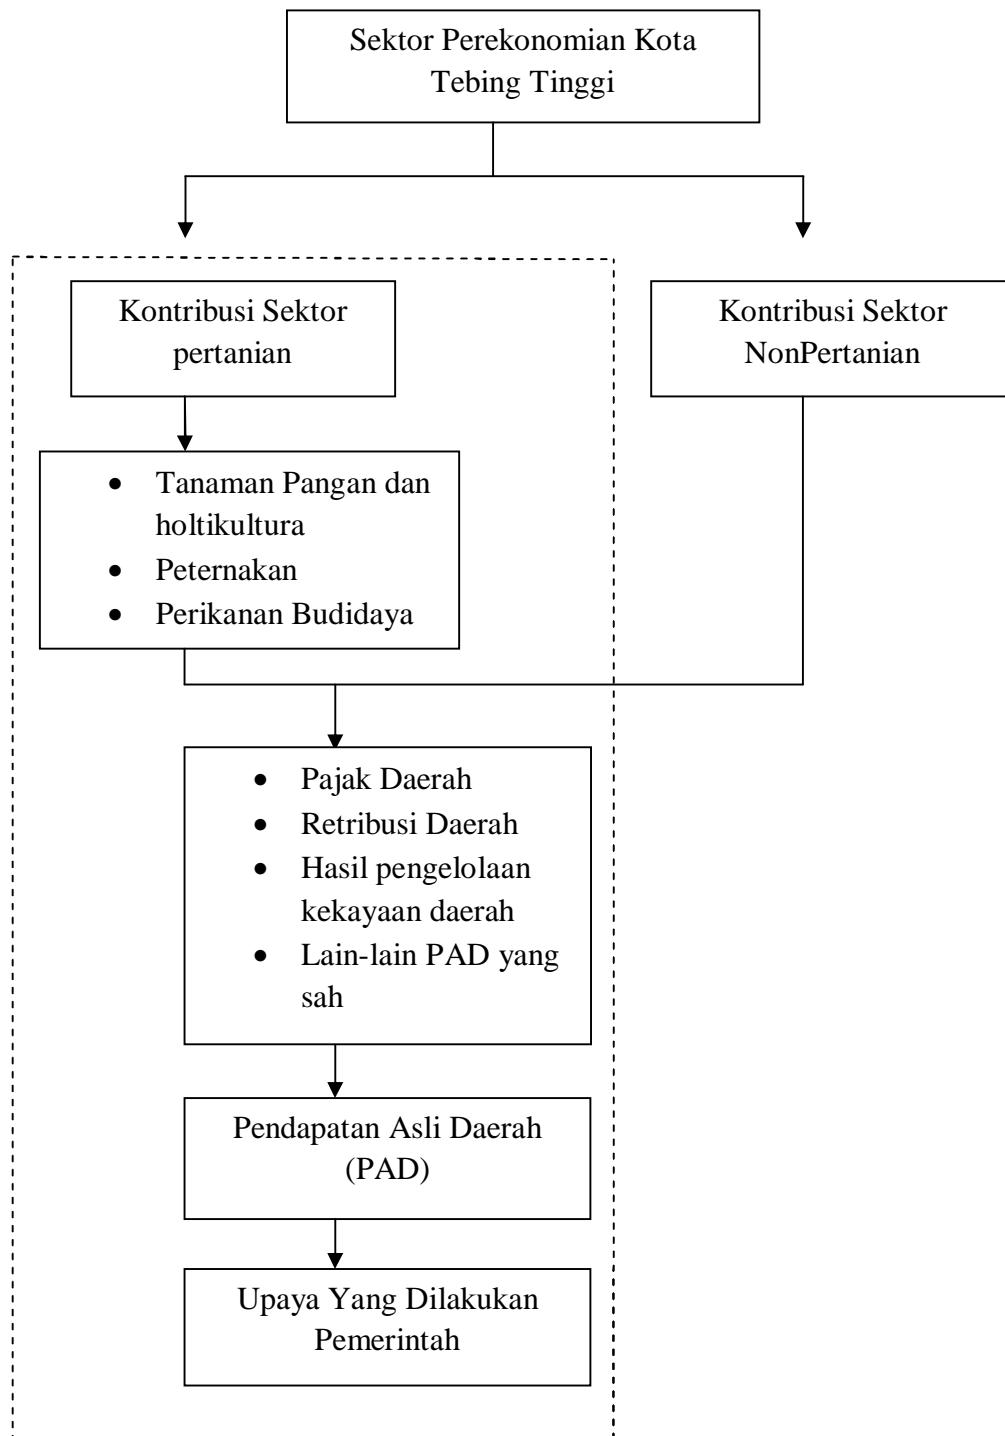 Sektor Perekonomian Kota
Tebing Tinggi
Kontribusi Sektor
pertanian
Kontribusi Sektor
NonPertanian
• Tanaman Pangan dan
holtikultura
• Peternakan
• Perikanan Budidaya
• Pajak Daerah
• Retribusi Daerah
• Hasil pengelolaan
kekayaan daerah
• Lain-lain PAD yang
sah
Pendapatan Asli Daerah
(PAD)
Upaya Yang Dilakukan
Pemerintah